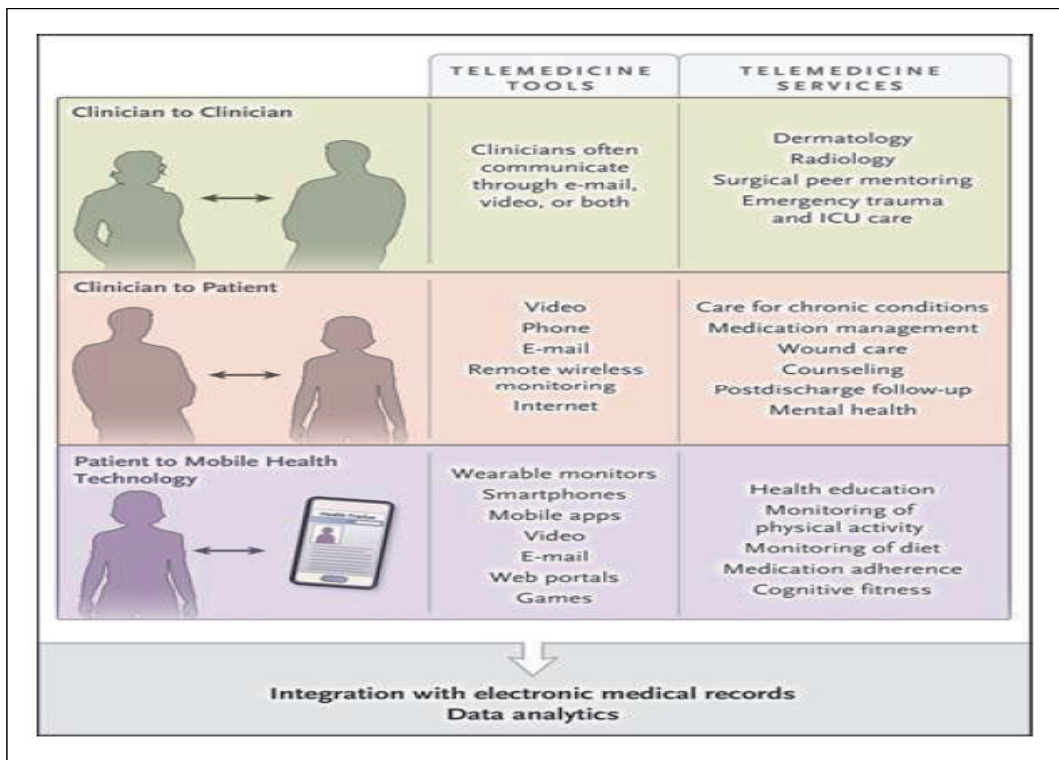 TELEMEDICINE
TOOLS
TELEMEDICINE
SERVICES
Clinician to Clinician
Clinicians often
communicate
through e-mail,
video, or both
Dermatology
Radiology
Surgical peer mentoring
Emergency trauma
and ICU care
Clinician to Patient
Video
Phone
E-mail
Remote wireless
monitoring
Internet
Care for chronic conditions
Medication management
Wound care
Counseling
Postdischarge follow-up
Mental health
Patient to Mobile Health
Technology
Health Tracker
Wearable monitors
Smartphones
Mobile apps
Video
E-mail
Web portals
Games
Health education
Monitoring of
physical activity
Monitoring of diet
Medication adherence
Cognitive fitness
Integration with electronic medical records
Data analytics